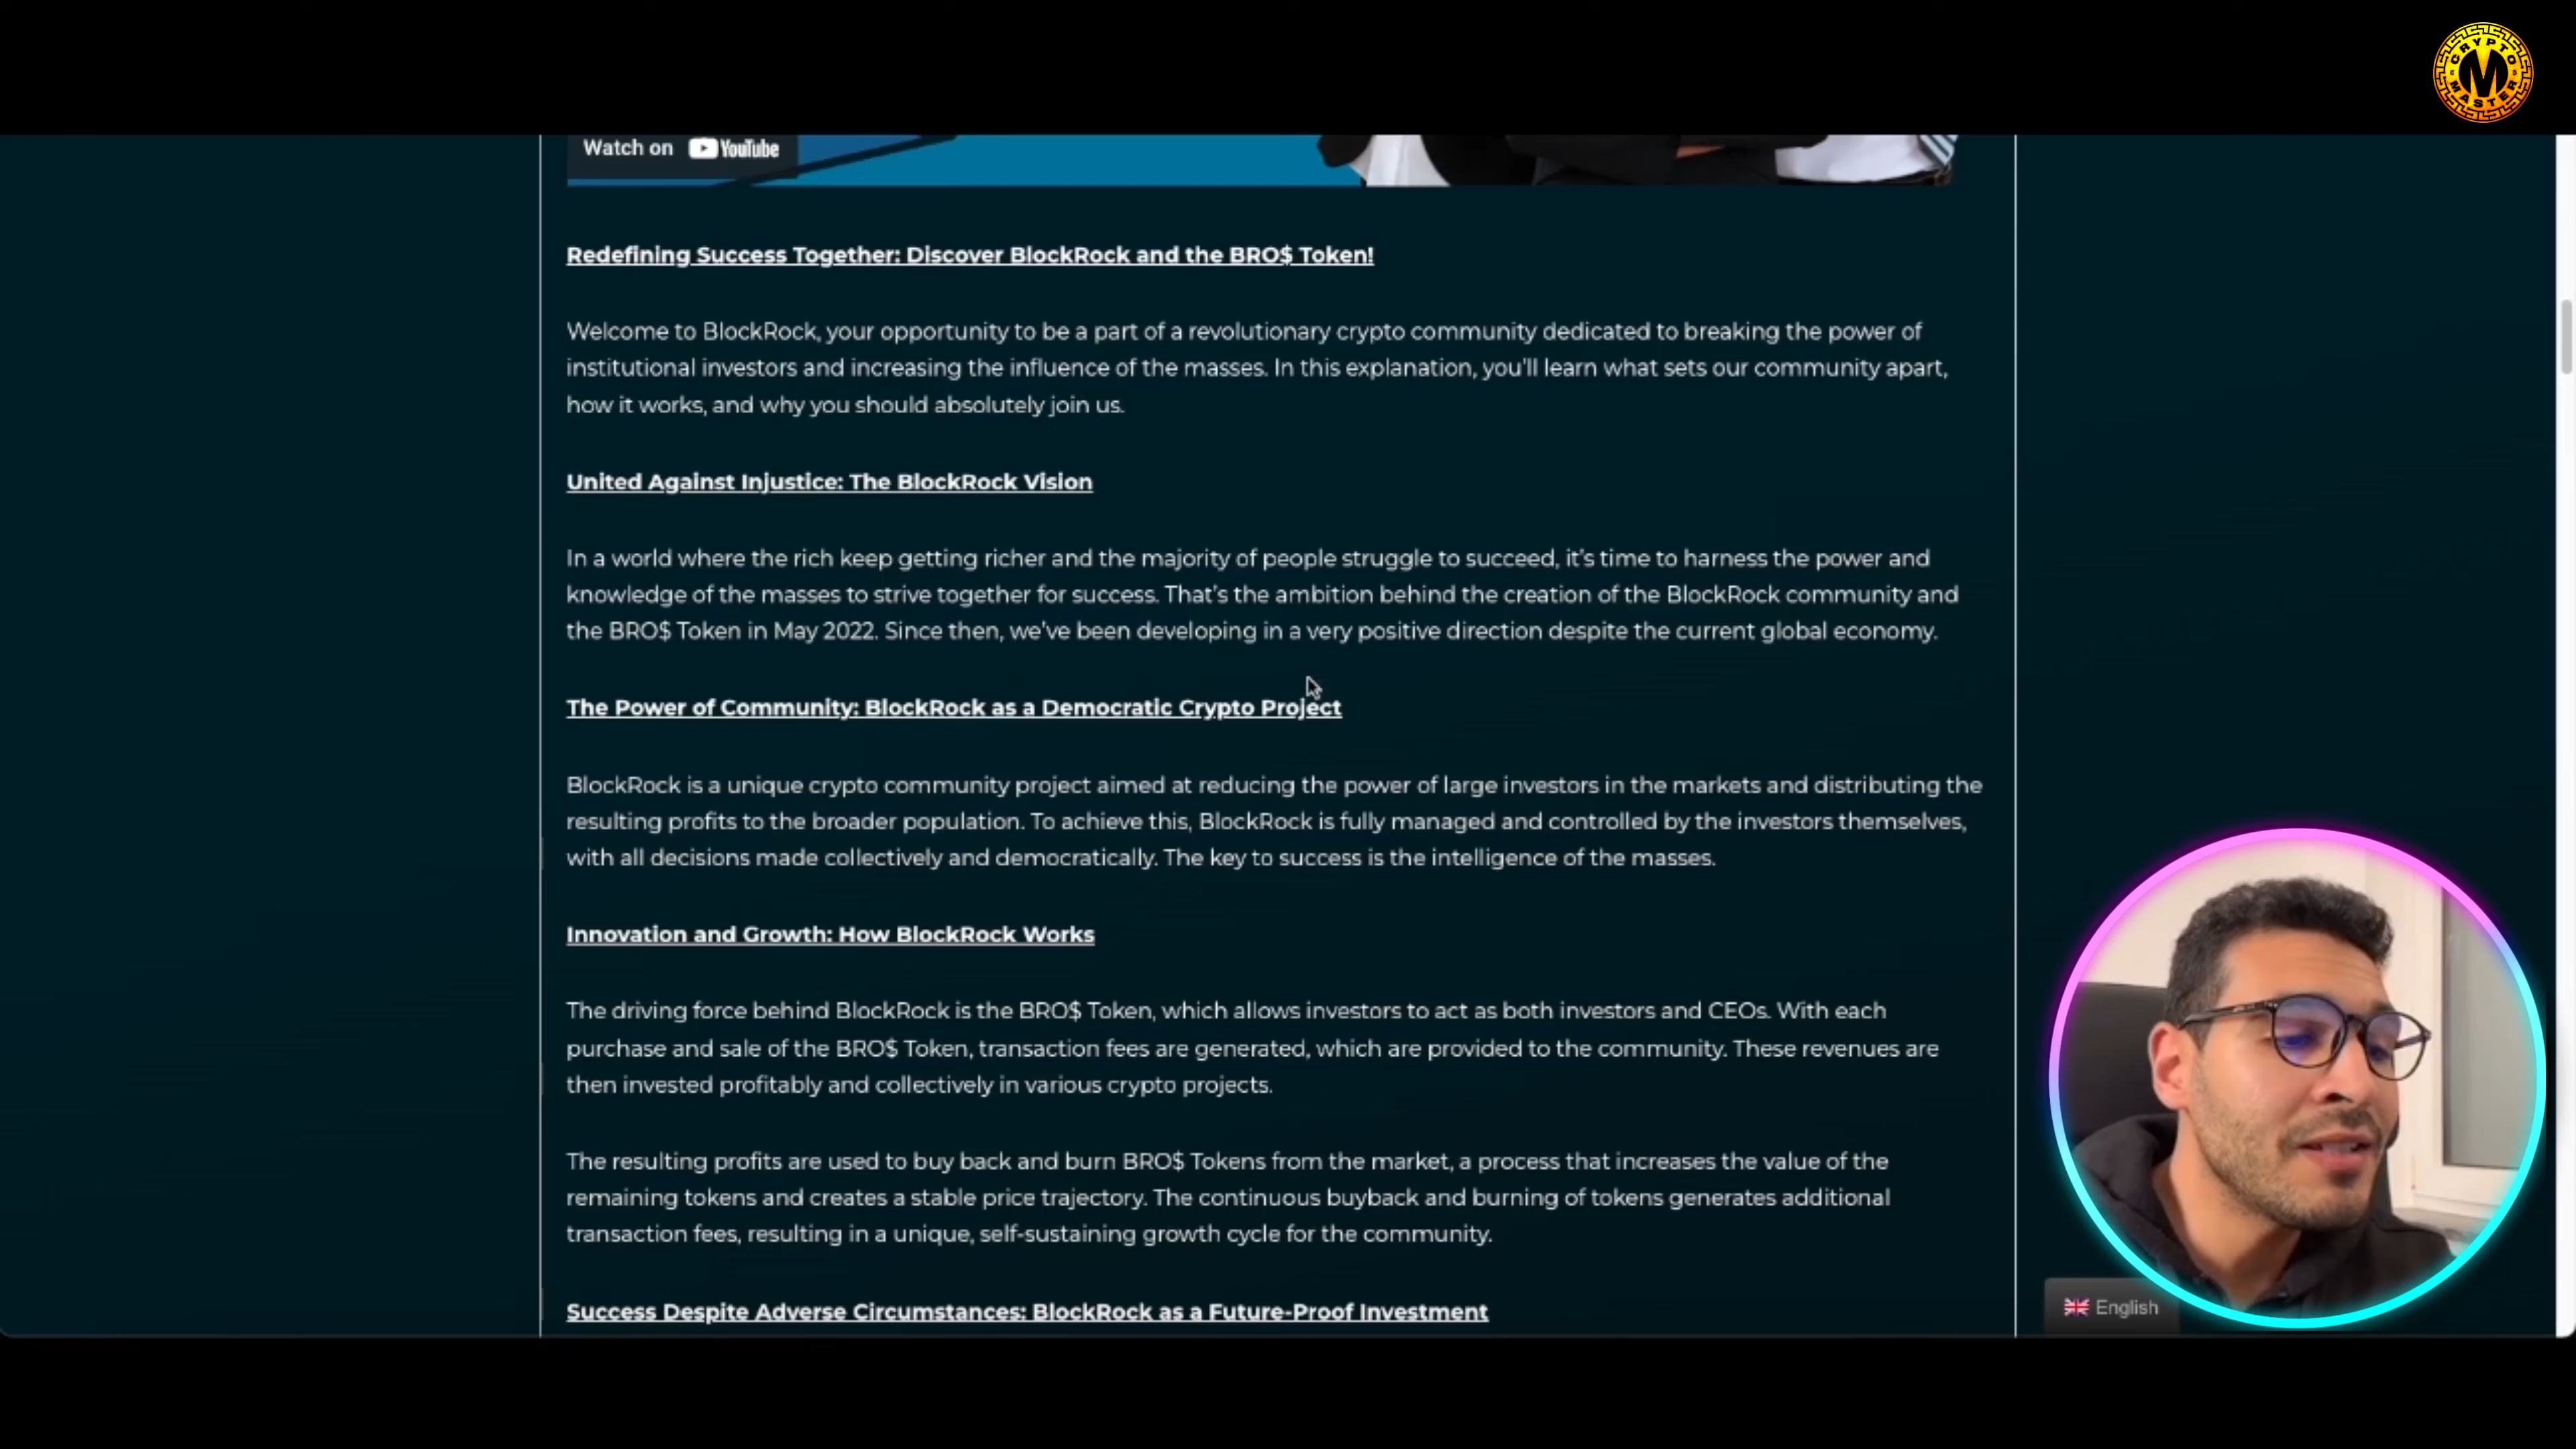 CRYPTO
M
MASTER
Watch on YouTube
Redefining Success Together: Discover BlockRock and the BRO$ Token!
Welcome to BlockRock, your opportunity to be a part of a revolutionary crypto community dedicated to breaking the power of
institutional investors and increasing the influence of the masses. In this explanation, you'll learn what sets our community apart,
how it works, and why you should absolutely join us.
United Against Injustice: The BlockRock Vision
In a world where the rich keep getting richer and the majority of people struggle to succeed, it's time to harness the power and
knowledge of the masses to strive together for success. That's the ambition behind the creation of the BlockRock community and
the BRO$ Token in May 2022. Since then, we've been developing in a very positive direction despite the current global economy.
The Power of Community: BlockRock as a Democratic Crypto Project
BlockRock is a unique crypto community project aimed at reducing the power of large investors in the markets and distributing the
resulting profits to the broader population. To achieve this, BlockRock is fully managed and controlled by the investors themselves,
with all decisions made collectively and democratically. The key to success is the intelligence of the masses.
Innovation and Growth: How BlockRock Works
The driving force behind BlockRock is the BRO$ Token, which allows investors to act as both investors and CEOs. With each
purchase and sale of the BRO$ Token, transaction fees are generated, which are provided to the community. These revenues are
then invested profitably and collectively in various crypto projects.
The resulting profits are used to buy back and burn BRO$ Tokens from the market, a process that increases the value of the
remaining tokens and creates a stable price trajectory. The continuous buyback and burning of tokens generates additional
transaction fees, resulting in a unique, self-sustaining growth cycle for the community.
Success Despite Adverse Circumstances: BlockRock as a Future-Proof Investment
English